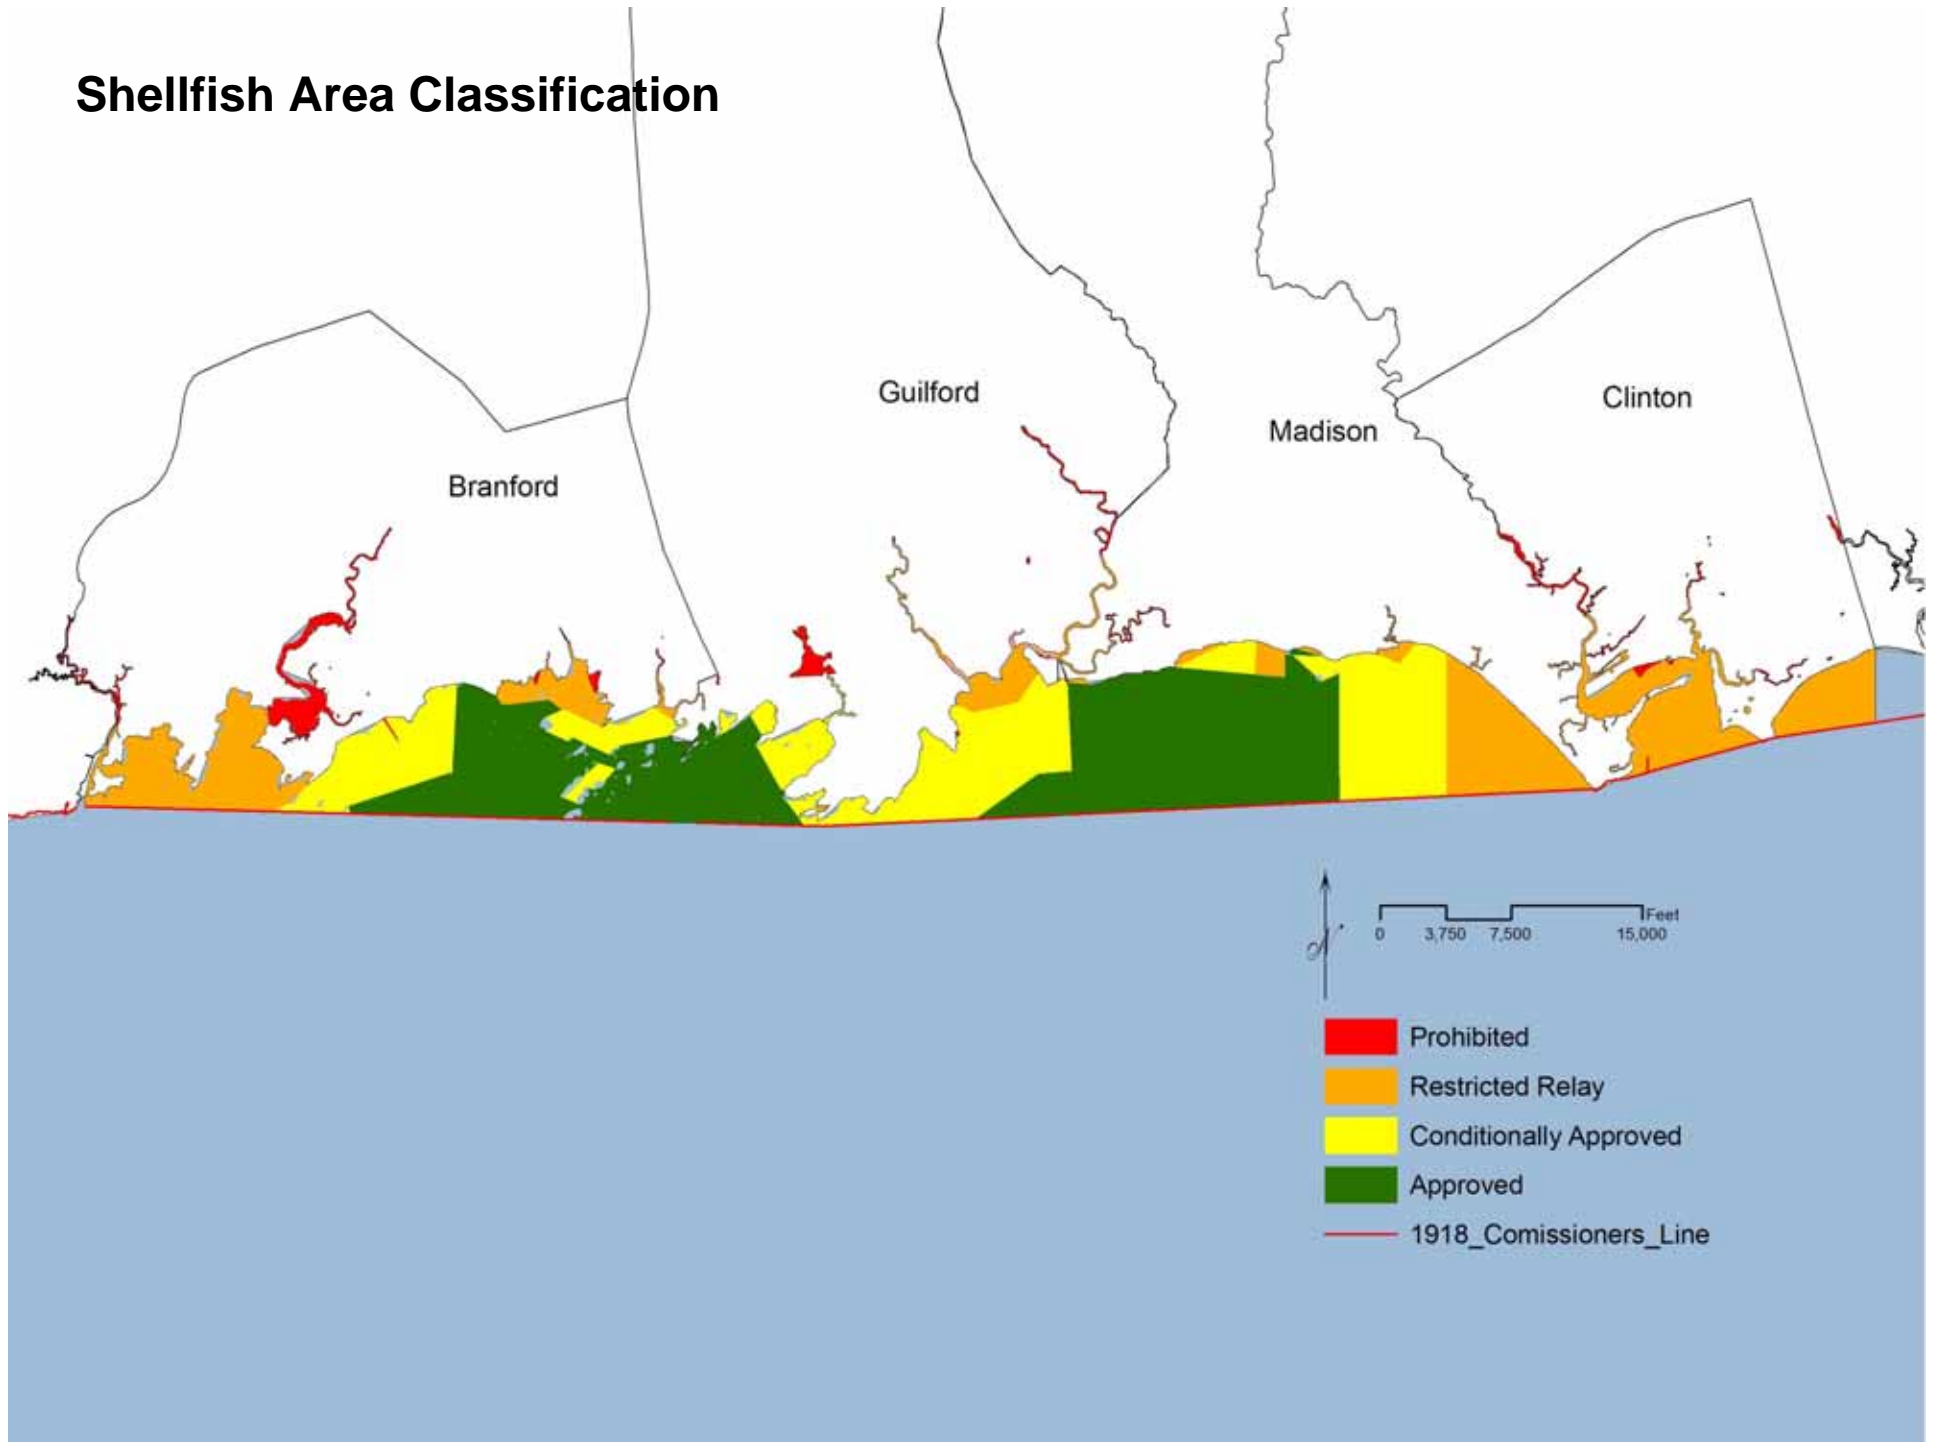 Shellfish Area Classification
Guilford
Clinton
Madison
Branford
Feet
0 3,750 7,500 15,000
N
Prohibited
Restricted Relay
Conditionally Approved
Approved
1918_Comissioners_Line